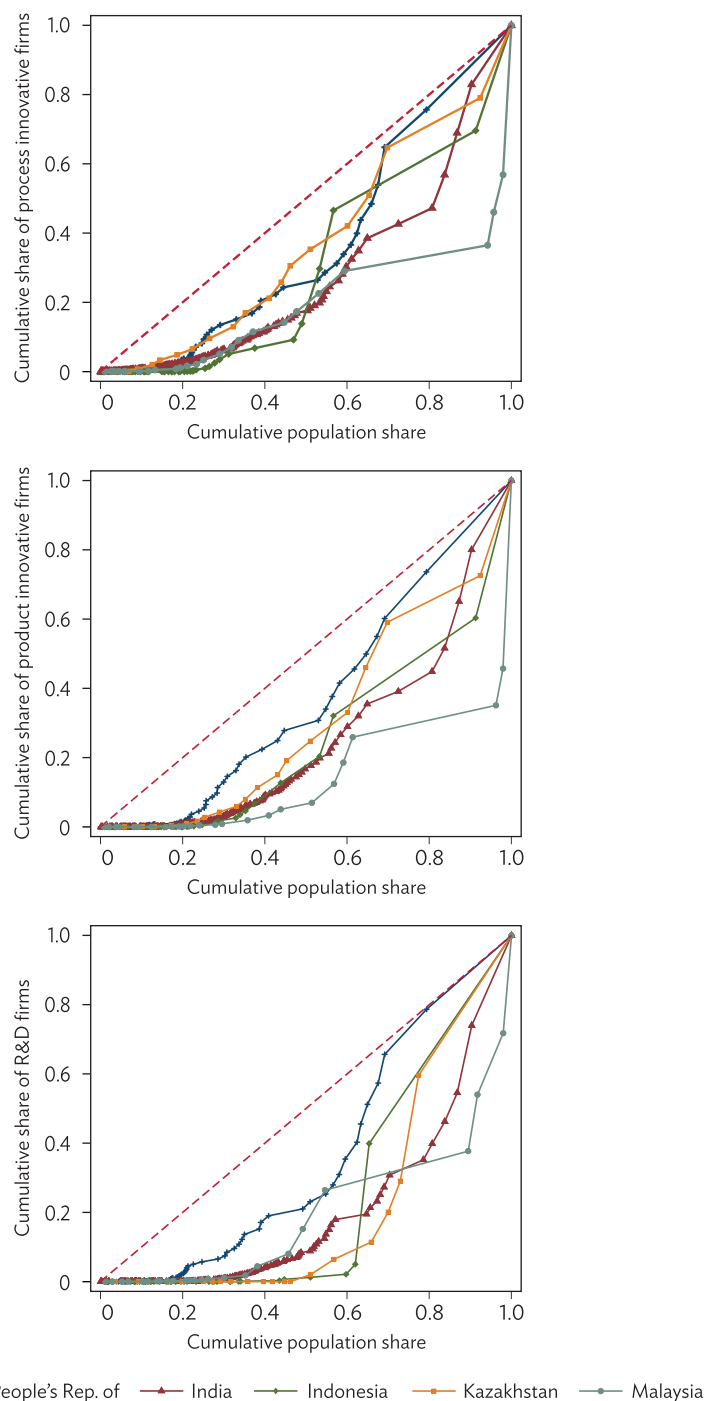 Cumulative share of process innovative firms
1.0
0.8
0.6
0.4
0.2
0
0 0.2 0.4 0.6 0.8 1.0
Cumulative population share
Cumulative share of product innovative firms
1.0
0.8
0.6
0.4
0.2
0
0 0.2 0.4 0.6 0.8 1.0
Cumulative population share
Cumulative share of R&D firms
1.0
0.8
0.6
0.4
0.2
0
0 0.2 0.4 0.6 0.8 1.0
Cumulative population share
People's Rep. of India Indonesia Kazakhstan Malaysia